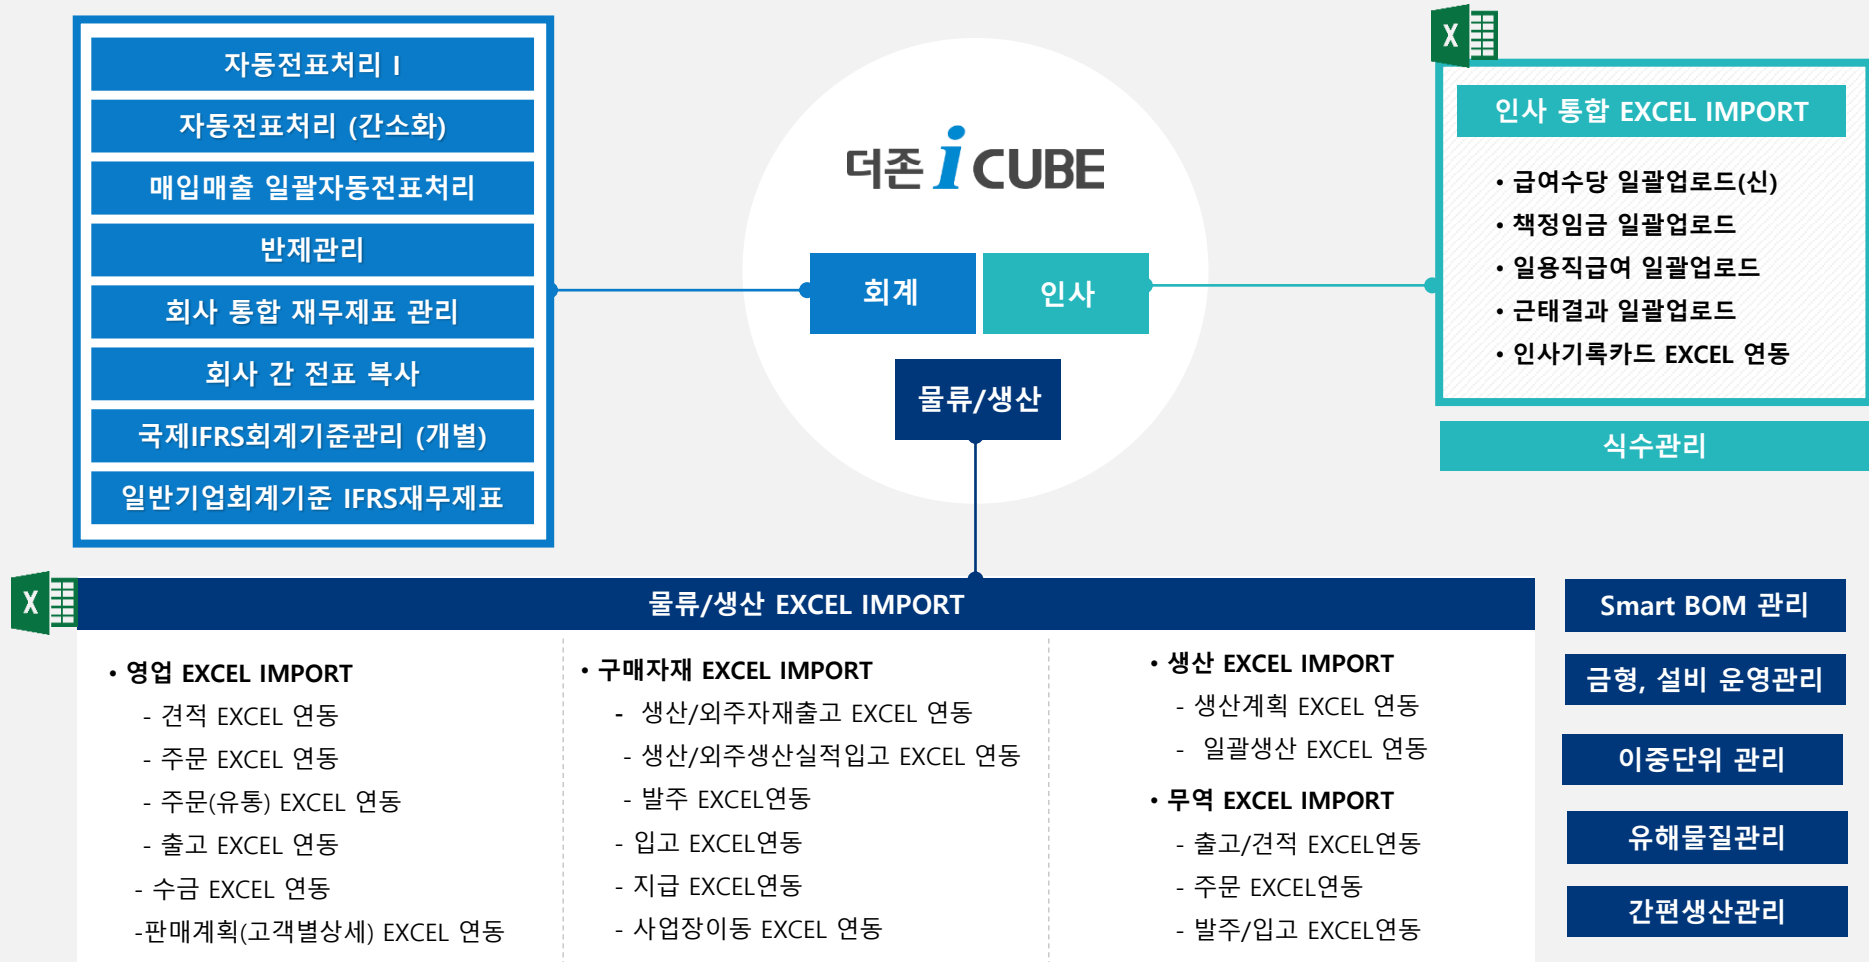 자동전표처리 I
자동전표처리 (간소화)
매입매출 일괄자동전표처리
반제관리
회사 통합 재무제표 관리
회사 간 전표 복사
국제IFRS회계기준관리 (개별)
일반기업회계기준 IFRS재무제표
더존 iCUBE
회계
인사
물류/생산
X
인사 통합 EXCEL IMPORT
• 급여수당 일괄업로드(신)
• 책정임금 일괄업로드
• 일용직급여 일괄업로드
• 근태결과 일괄업로드
• 인사기록카드 EXCEL 연동
식수관리
X
물류/생산 EXCEL IMPORT
• 영업 EXCEL IMPORT
- 견적 EXCEL 연동
- 주문 EXCEL 연동
- 주문(유통) EXCEL 연동
- 출고 EXCEL 연동
- 수금 EXCEL 연동
-판매계획(고객별상세) EXCEL 연동
• 구매자재 EXCEL IMPORT
- 생산/외주자재출고 EXCEL 연동
- 생산/외주생산실적입고 EXCEL 연동
- 발주 EXCEL연동
- 입고 EXCEL연동
- 지급 EXCEL연동
- 사업장이동 EXCEL 연동
• 생산 EXCEL IMPORT
- 생산계획 EXCEL 연동
- 일괄생산 EXCEL 연동
• 무역 EXCEL IMPORT
- 출고/견적 EXCEL연동
- 주문 EXCEL연동
- 발주/입고 EXCEL연동
Smart BOM 관리
금형, 설비 운영관리
이중단위 관리
유해물질관리
간편생산관리